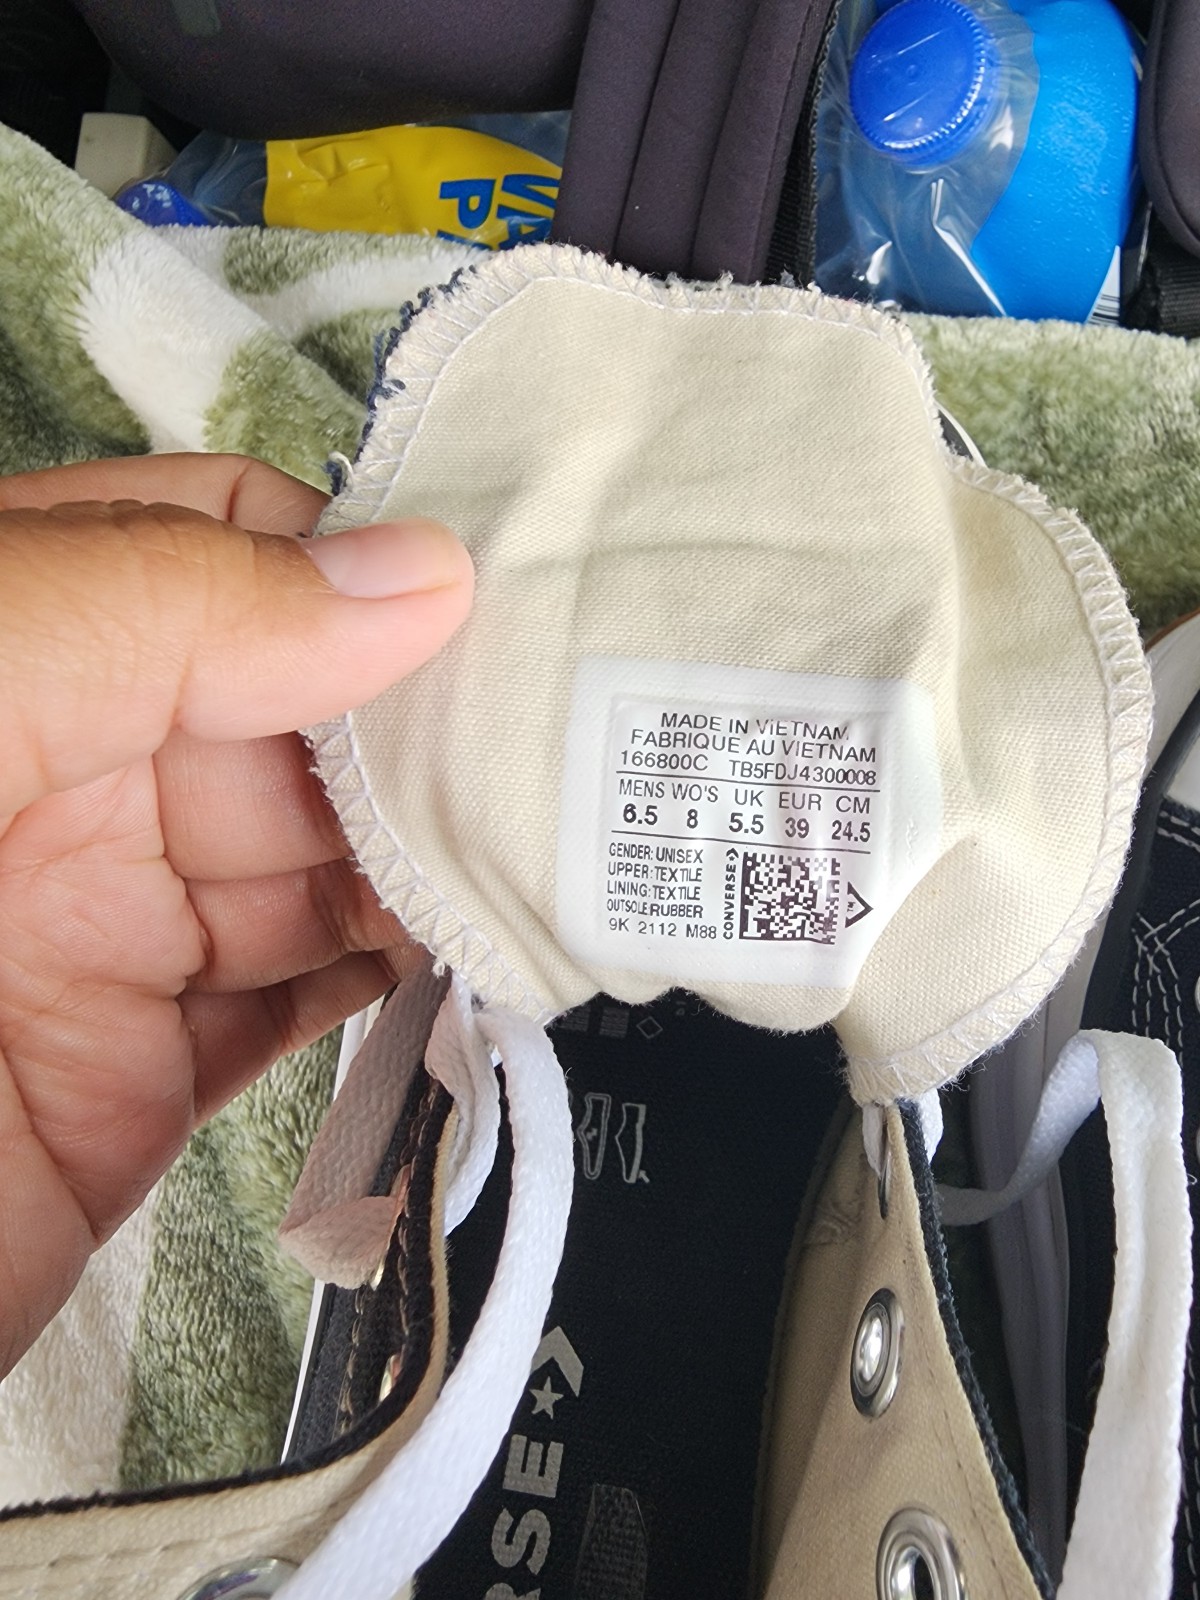 MADE IN VIETNAM
FABRIQUE AU VIETNAM
166800C TB5FDJ4300008
MENS WO'S UK EUR CM
6.5 8 5.5 39 24.5
GENDER: UNISEX
UPPER: TEXTILE
LINING: TEXTILE
OUTSOLE RUBBER
9K 2112 M88
CONVERSE